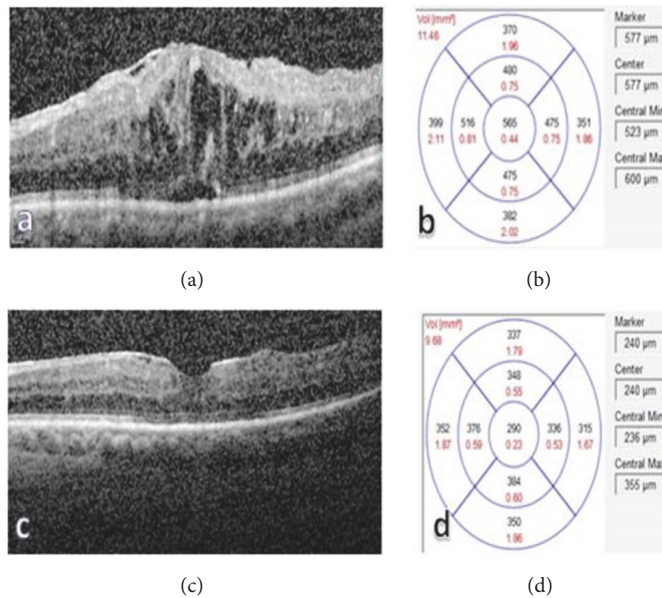 a
Vol [mm³]
11.46
370
1.96
480
0.75
399
2.11
516
0.81
565
0.44
475
0.75
351
1.86
475
0.75
382
2.02
b
Marker
577 µm
Center
577 µm
Central Min
523 µm
Central Max
600 µm
(a)
(b)
c
Vol [mm³]
9.68
337
1.79
348
0.55
352
1.87
376
0.59
290
0.23
336
0.53
315
1.67
384
0.60
350
1.86
d
Marker
240 µm
Center
240 µm
Central Min
236 µm
Central Max
355 µm
(c)
(d)